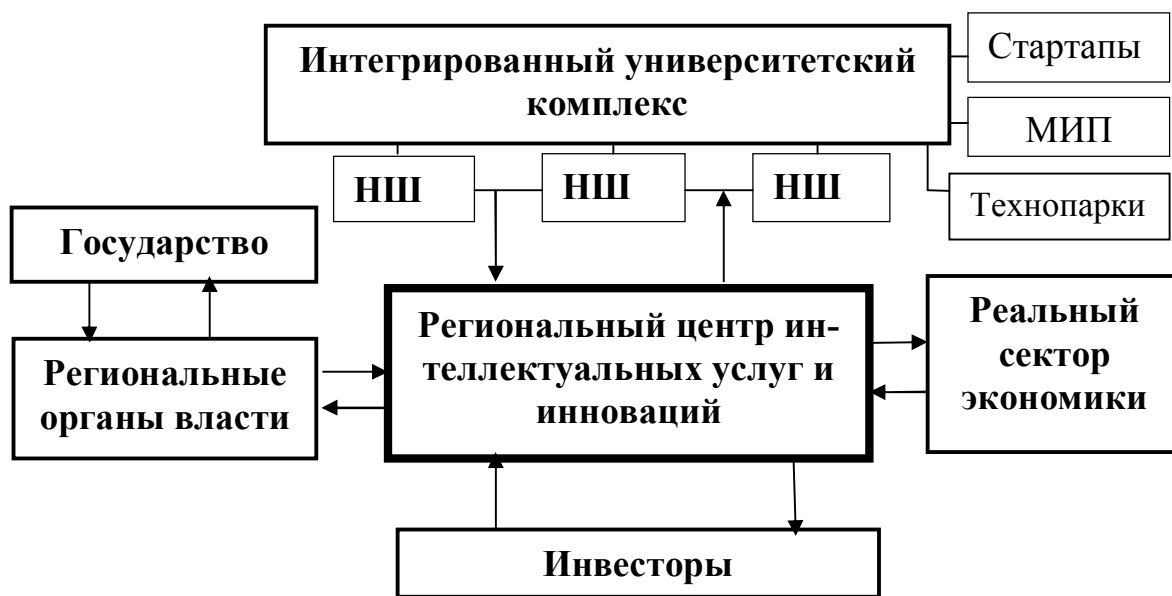 Интегрированный университетский
комплекс
Стартапы
МИП
Технопарки
НШ
НШ
НШ
Государство
Региональные
органы власти
Региональный центр ин-
теллектуальных услуг и
инноваций
Реальный
сектор
экономики
Инвесторы